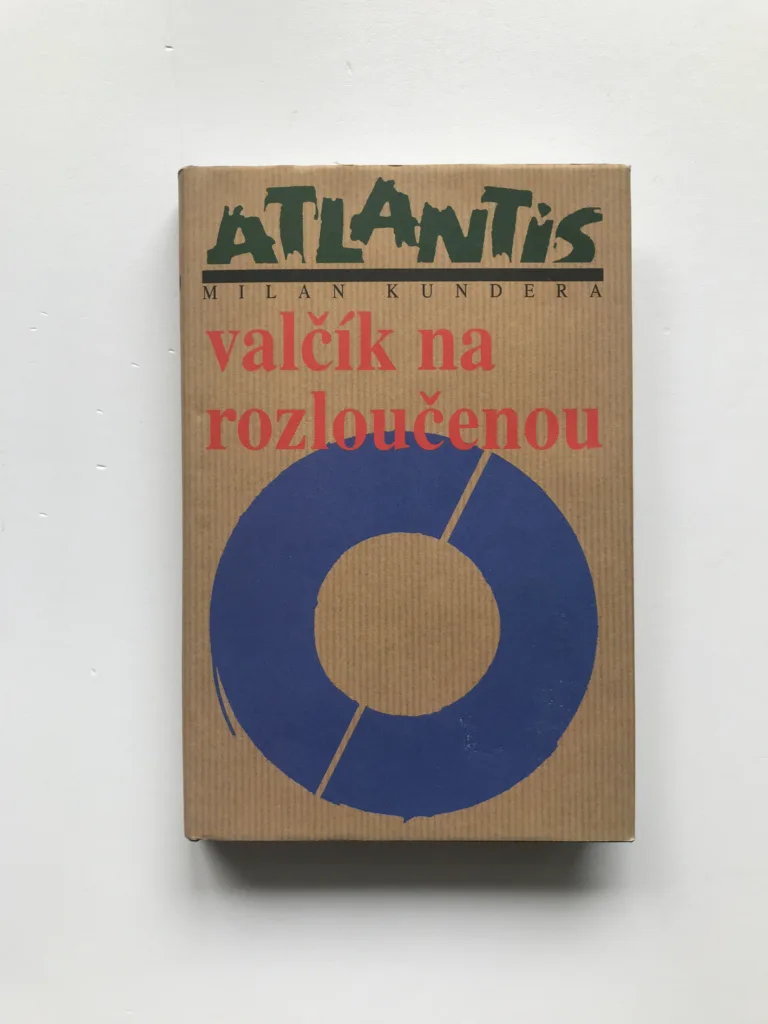 ATLANTiS
MILAN KUNDERA
valčík na
rozloučenou